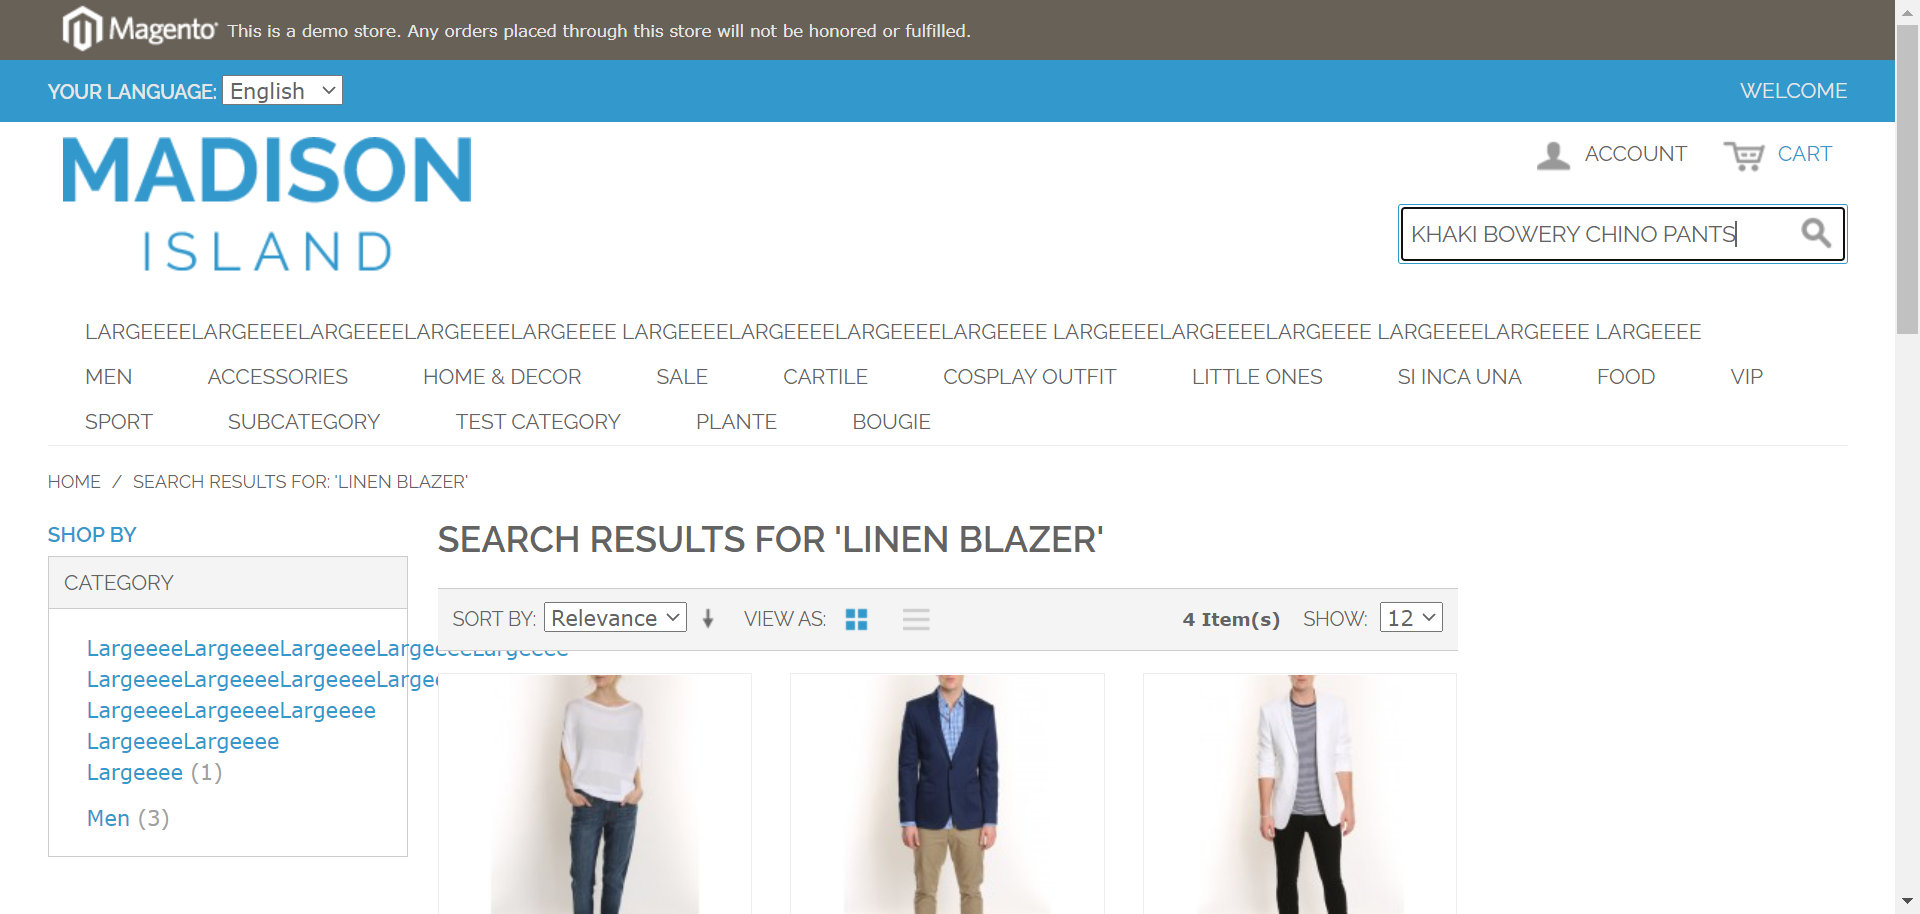 Magento This is a demo store. Any orders placed through this store will not be honored or fulfilled.
YOUR LANGUAGE: English WELCOME
MADISON
ISLAND
ACCOUNT CART
KHAKI BOWERY CHINO PANTS
LARGEEEELARGEEEELARGEEEELARGEEEELARGEEEE LARGEEEELARGEEEELARGEEEELARGEEEE LARGEEEELARGEEEELARGEEEE LARGEEEELARGEEEE LARGEEEE
MEN ACCESSORIES HOME & DECOR SALE CARTILE COSPLAY OUTFIT LITTLE ONES SI INCA UNA FOOD VIP
SPORT SUBCATEGORY TEST CATEGORY PLANTE BOUGIE
HOME / SEARCH RESULTS FOR: 'LINEN BLAZER'
SHOP BY
CATEGORY
LargeeeeLargeeeeLargeeeeLargeeeeLargeeee
LargeeeeLargeeeeLargeeeeLargee
LargeeeeLargeeeeLargeeee
LargeeeeLargeeee
Largeeee (1)
Men (3)
SEARCH RESULTS FOR 'LINEN BLAZER'
SORT BY: Relevance VIEW AS: 4 Item(s) SHOW: 12